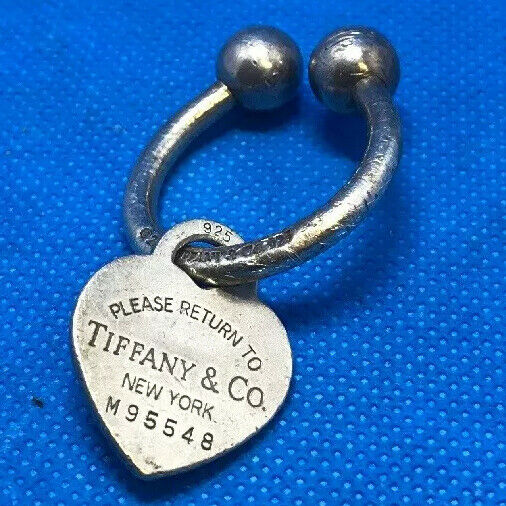 925
PLEASE RETURN TO
TIFFANY & CO.
NEW YORK
M95548